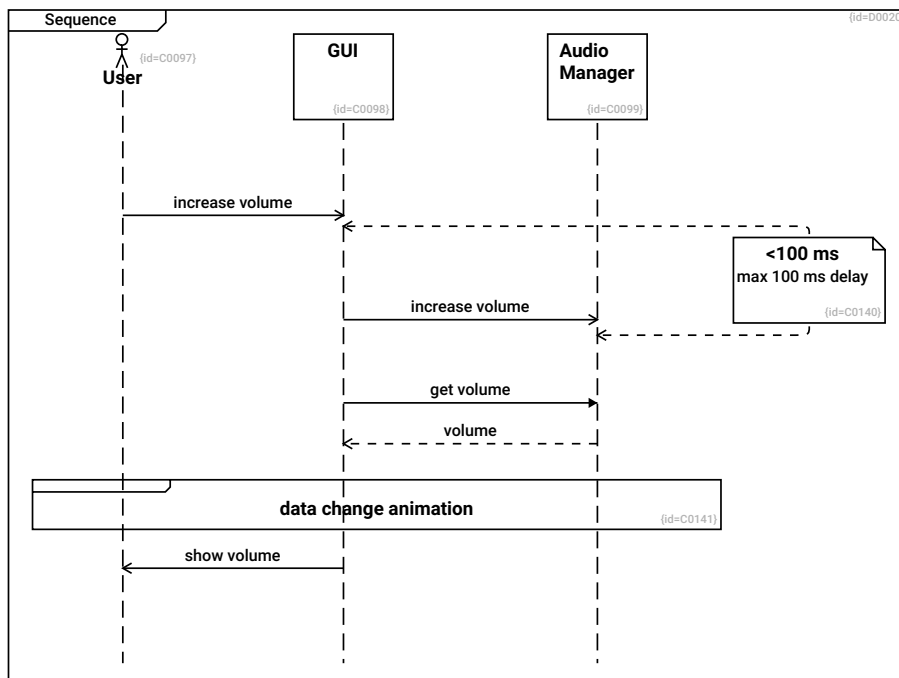 Sequence
{id=D0020
{id=C0097}
User
GUI
{id=C0098}
Audio
Manager
{id=C0099}
increase volume
<100 ms
max 100 ms delay
{id=C0140}
increase volume
get volume
volume
data change animation
{id=C0141}
show volume